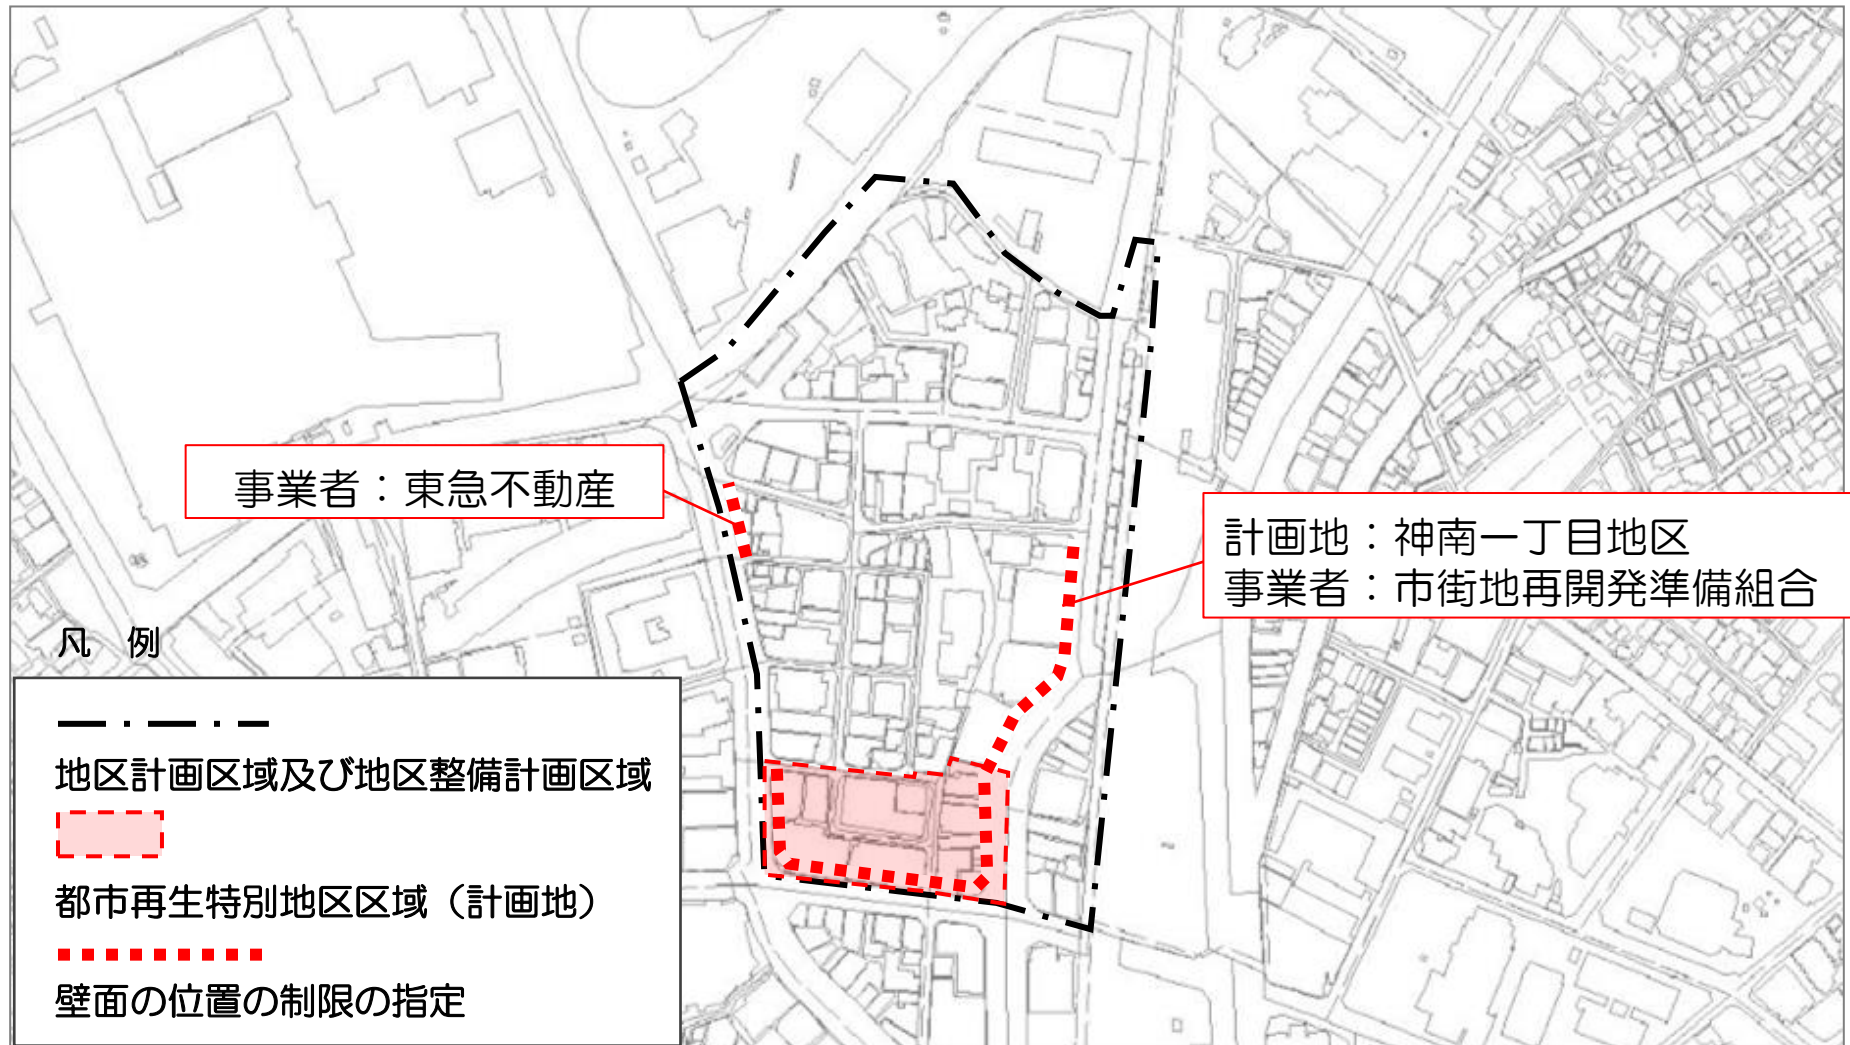 事業者：東急不動産
計画地：神南一丁目地区
事業者：市街地再開発準備組合
凡　例
地区計画区域及び地区整備計画区域
都市再生特別地区区域（計画地）
壁面の位置の制限の指定